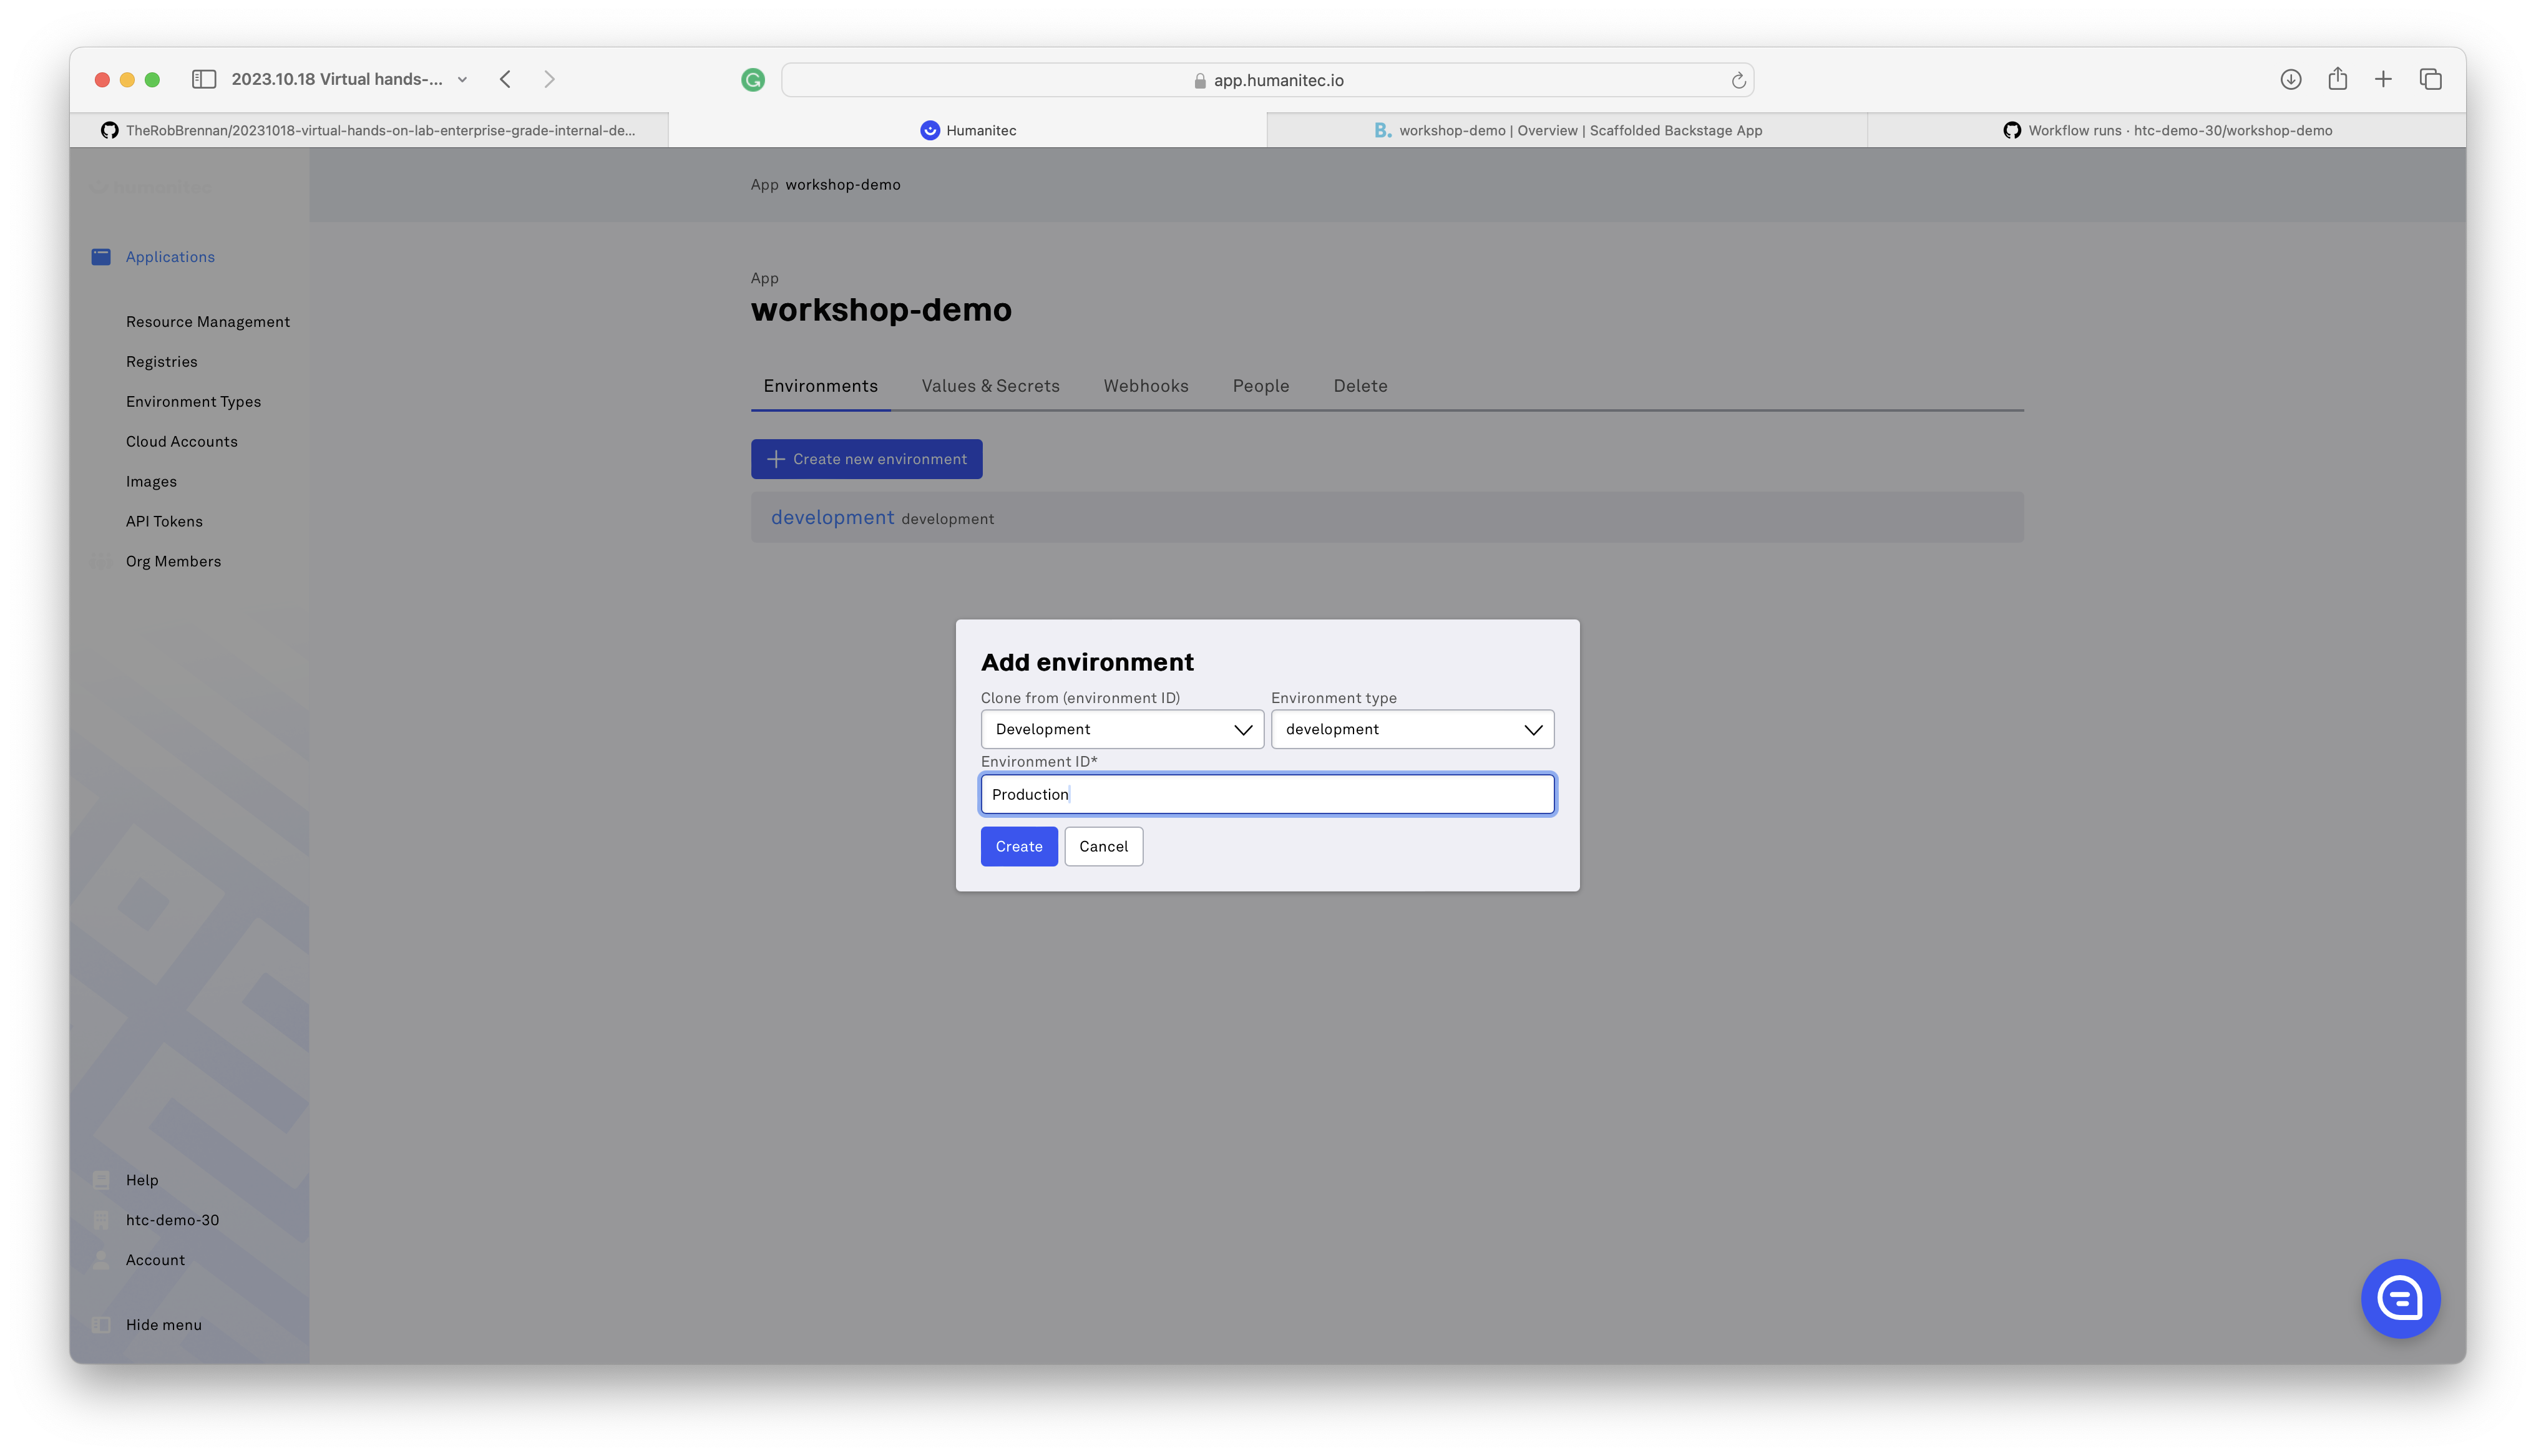 2023.10.18 Virtual hands-...
app.humanitec.io
TheRobBrennan/20231018-virtual-hands-on-lab-enterprise-grade-internal-de...
Humanitec
B. workshop-demo | Overview | Scaffolded Backstage App
Workflow runs · htc-demo-30/workshop-demo
humanitec
App workshop-demo
Applications
Resource Management
Registries
Environment Types
Cloud Accounts
Images
API Tokens
Org Members
App
workshop-demo
Environments Values & Secrets Webhooks People Delete
Create new environment
development development
Add environment
Clone from (environment ID) Environment type
Development development
Environment ID*
Production
Create Cancel
Help
htc-demo-30
Account
Hide menu